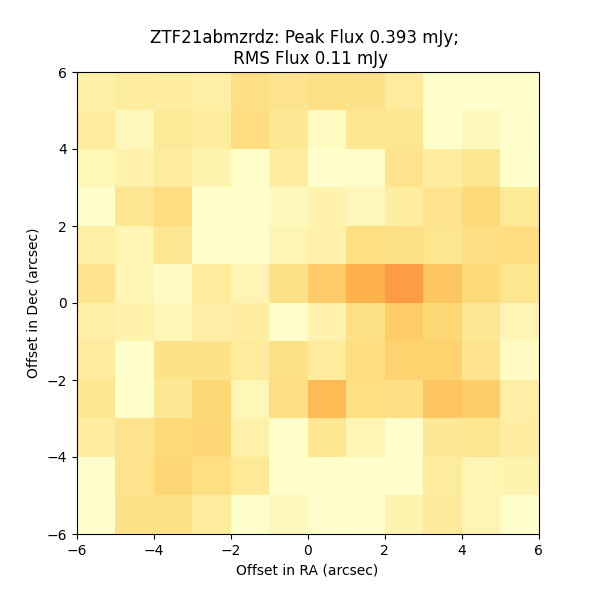 ZTF21abmzrdz: Peak Flux 0.393 mJy;
RMS Flux 0.11 mJy
6
4
2
0
−2
−4
−6
Offset in Dec (arcsec)
−6 −4 −2 0 2 4 6
Offset in RA (arcsec)